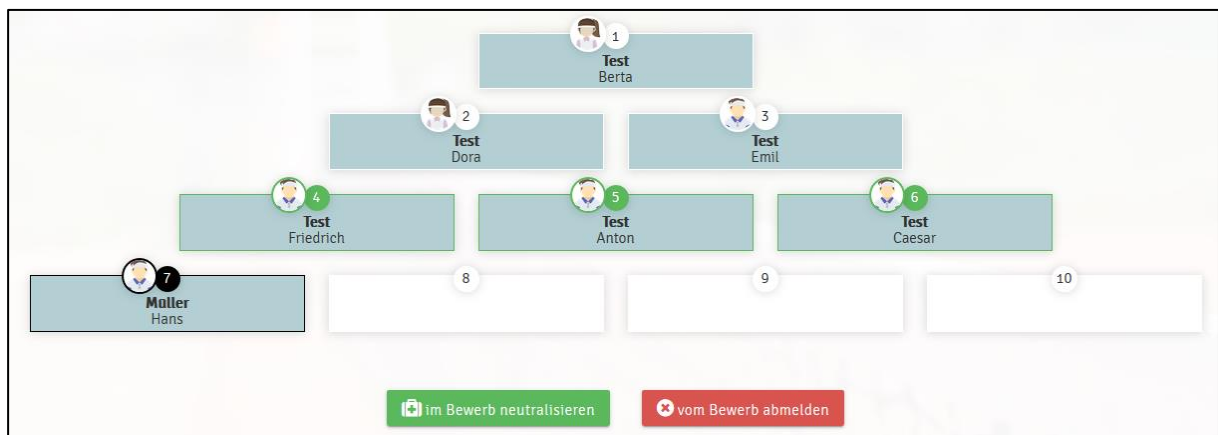 1
Test
Berta
2
Test
Dora
3
Test
Emil
4
Test
Friedrich
5
Test
Anton
6
Test
Caesar
7
Müller
Hans
8
9
10
im Bewerb neutralisieren
vom Bewerb abmelden